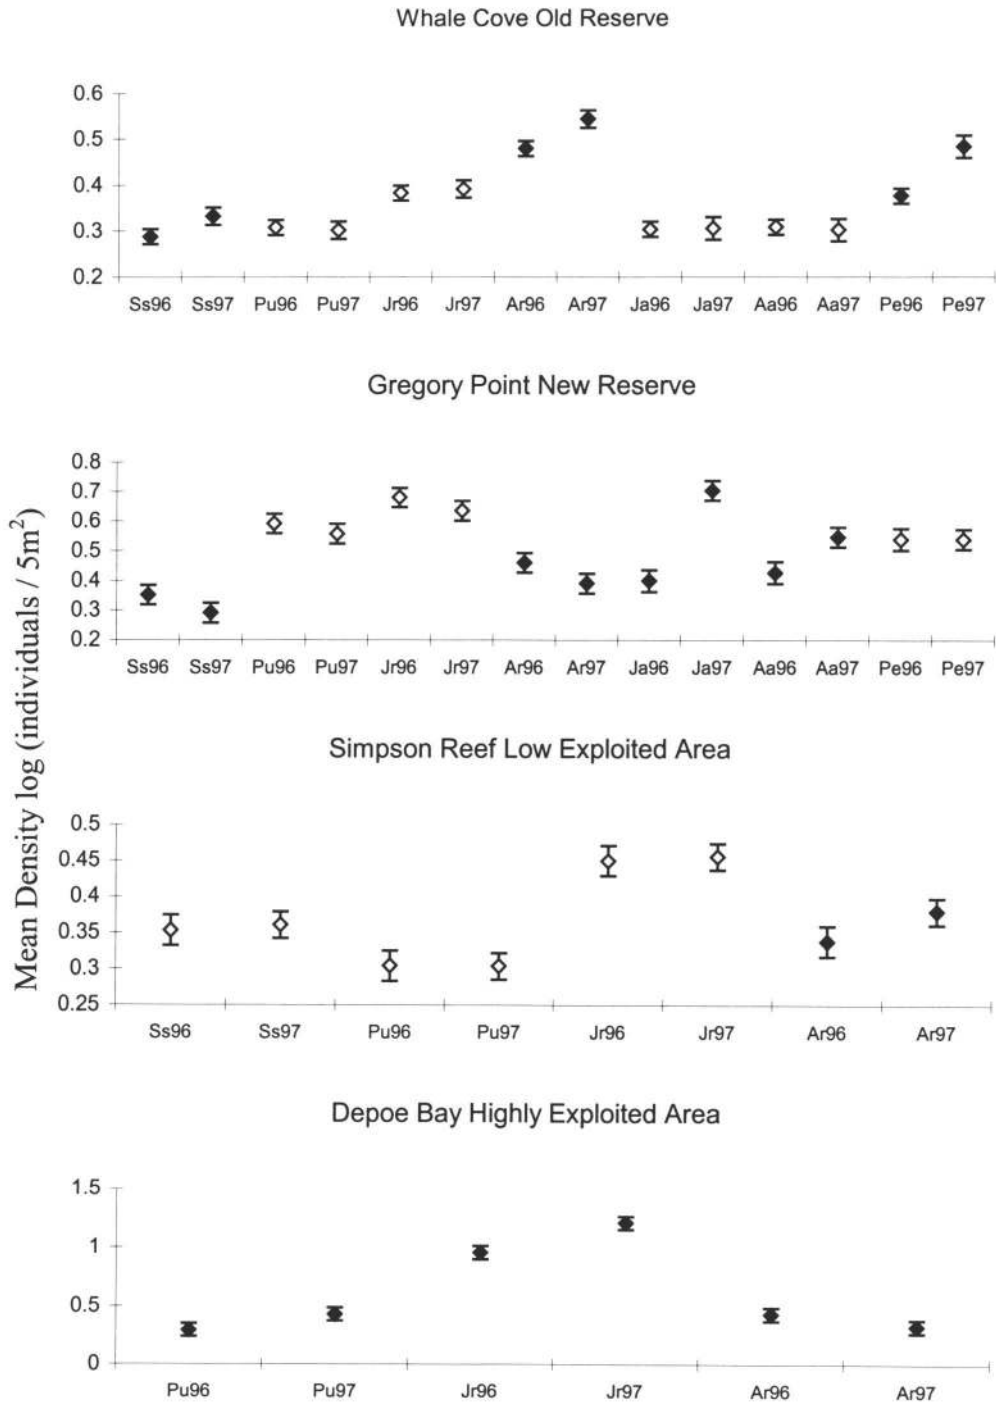 Whale Cove Old Reserve
0.6
0.5
0.4
0.3
0.2
Ss96 Ss97 Pu96 Pu97 Jr96 Jr97 Ar96 Ar97 Ja96 Ja97 Aa96 Aa97 Pe96 Pe97
Gregory Point New Reserve
Mean Density log (individuals / 5m²)
0.8
0.7
0.6
0.5
0.4
0.3
0.2
Ss96 Ss97 Pu96 Pu97 Jr96 Jr97 Ar96 Ar97 Ja96 Ja97 Aa96 Aa97 Pe96 Pe97
Simpson Reef Low Exploited Area
0.5
0.45
0.4
0.35
0.3
0.25
Ss96 Ss97 Pu96 Pu97 Jr96 Jr97 Ar96 Ar97
Depoe Bay Highly Exploited Area
1.5
1
0.5
0
Pu96 Pu97 Jr96 Jr97 Ar96 Ar97